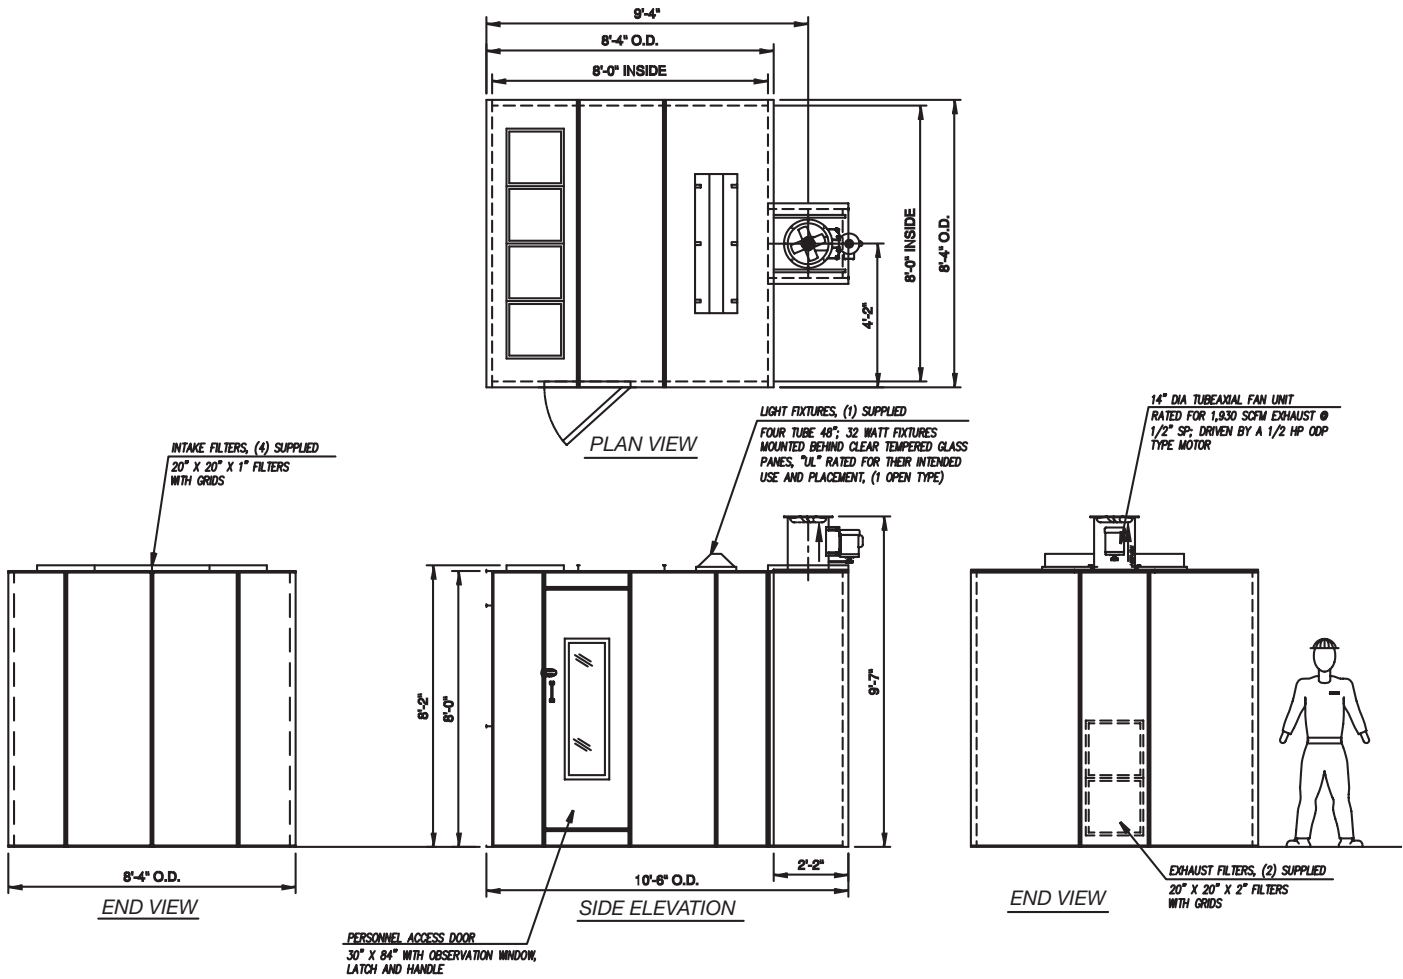 9'-4"
8'-4" O.D.
8'-0" INSIDE
8'-0" INSIDE
8'-4" O.D.
4'-2"
PLAN VIEW
LIGHT FIXTURES, (1) SUPPLIED
FOUR TUBE 48"; 32 WATT FIXTURES
MOUNTED BEHIND CLEAR TEMPERED GLASS
PANES, "UL" RATED FOR THEIR INTENDED
USE AND PLACEMENT, (1 OPEN TYPE)
14" DIA TUBEAXIAL FAN UNIT
RATED FOR 1,930 SCFM EXHAUST @
1/2" SP; DRIVEN BY A 1/2 HP ODP
TYPE MOTOR
INTAKE FILTERS, (4) SUPPLIED
20" X 20" X 1" FILTERS
WITH GRIDS
8'-2"
8'-0"
9'-7"
8'-4" O.D.
END VIEW
2'-2"
10'-6" O.D.
SIDE ELEVATION
PERSONNEL ACCESS DOOR
30" X 84" WITH OBSERVATION WINDOW,
LATCH AND HANDLE
END VIEW
EXHAUST FILTERS, (2) SUPPLIED
20" X 20" X 2" FILTERS
WITH GRIDS